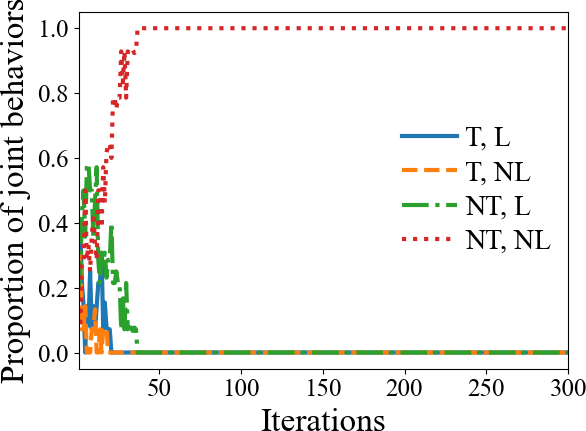 Proportion of joint behaviors
1.0
0.8
0.6
0.4
0.2
0.0
T, L
T, NL
NT, L
NT, NL
50 100 150 200 250 300
Iterations